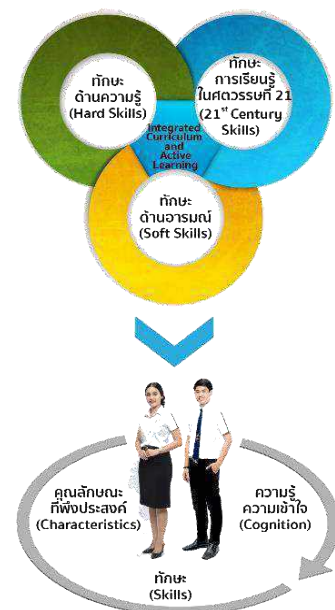 ทักษะ
ด้านความรู้
(Hard Skills)
ทักษะ
การเรียนรู้
ในศตวรรษที่ 21
(21st Century
Skills)
Integrated
Curriculum
and
Active
Learning
ทักษะ
ด้านอารมณ์
(Soft Skills)
คุณลักษณะ
ที่พึงประสงค์
(Characteristics)
ความรู้
ความเข้าใจ
(Cognition)
ทักษะ
(Skills)